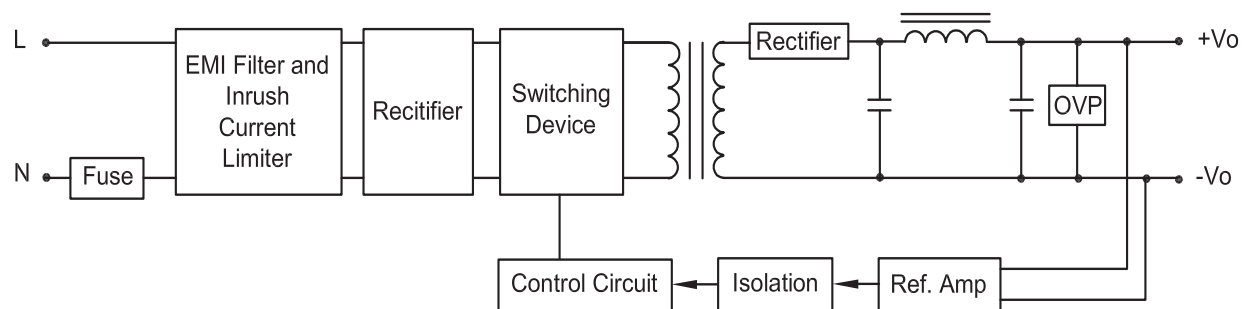 L
N
Fuse
EMI Filter and
Inrush
Current
Limiter
Recitifier
Switching
Device
Rectifier
OVP
+Vo
-Vo
Control Circuit
Isolation
Ref. Amp